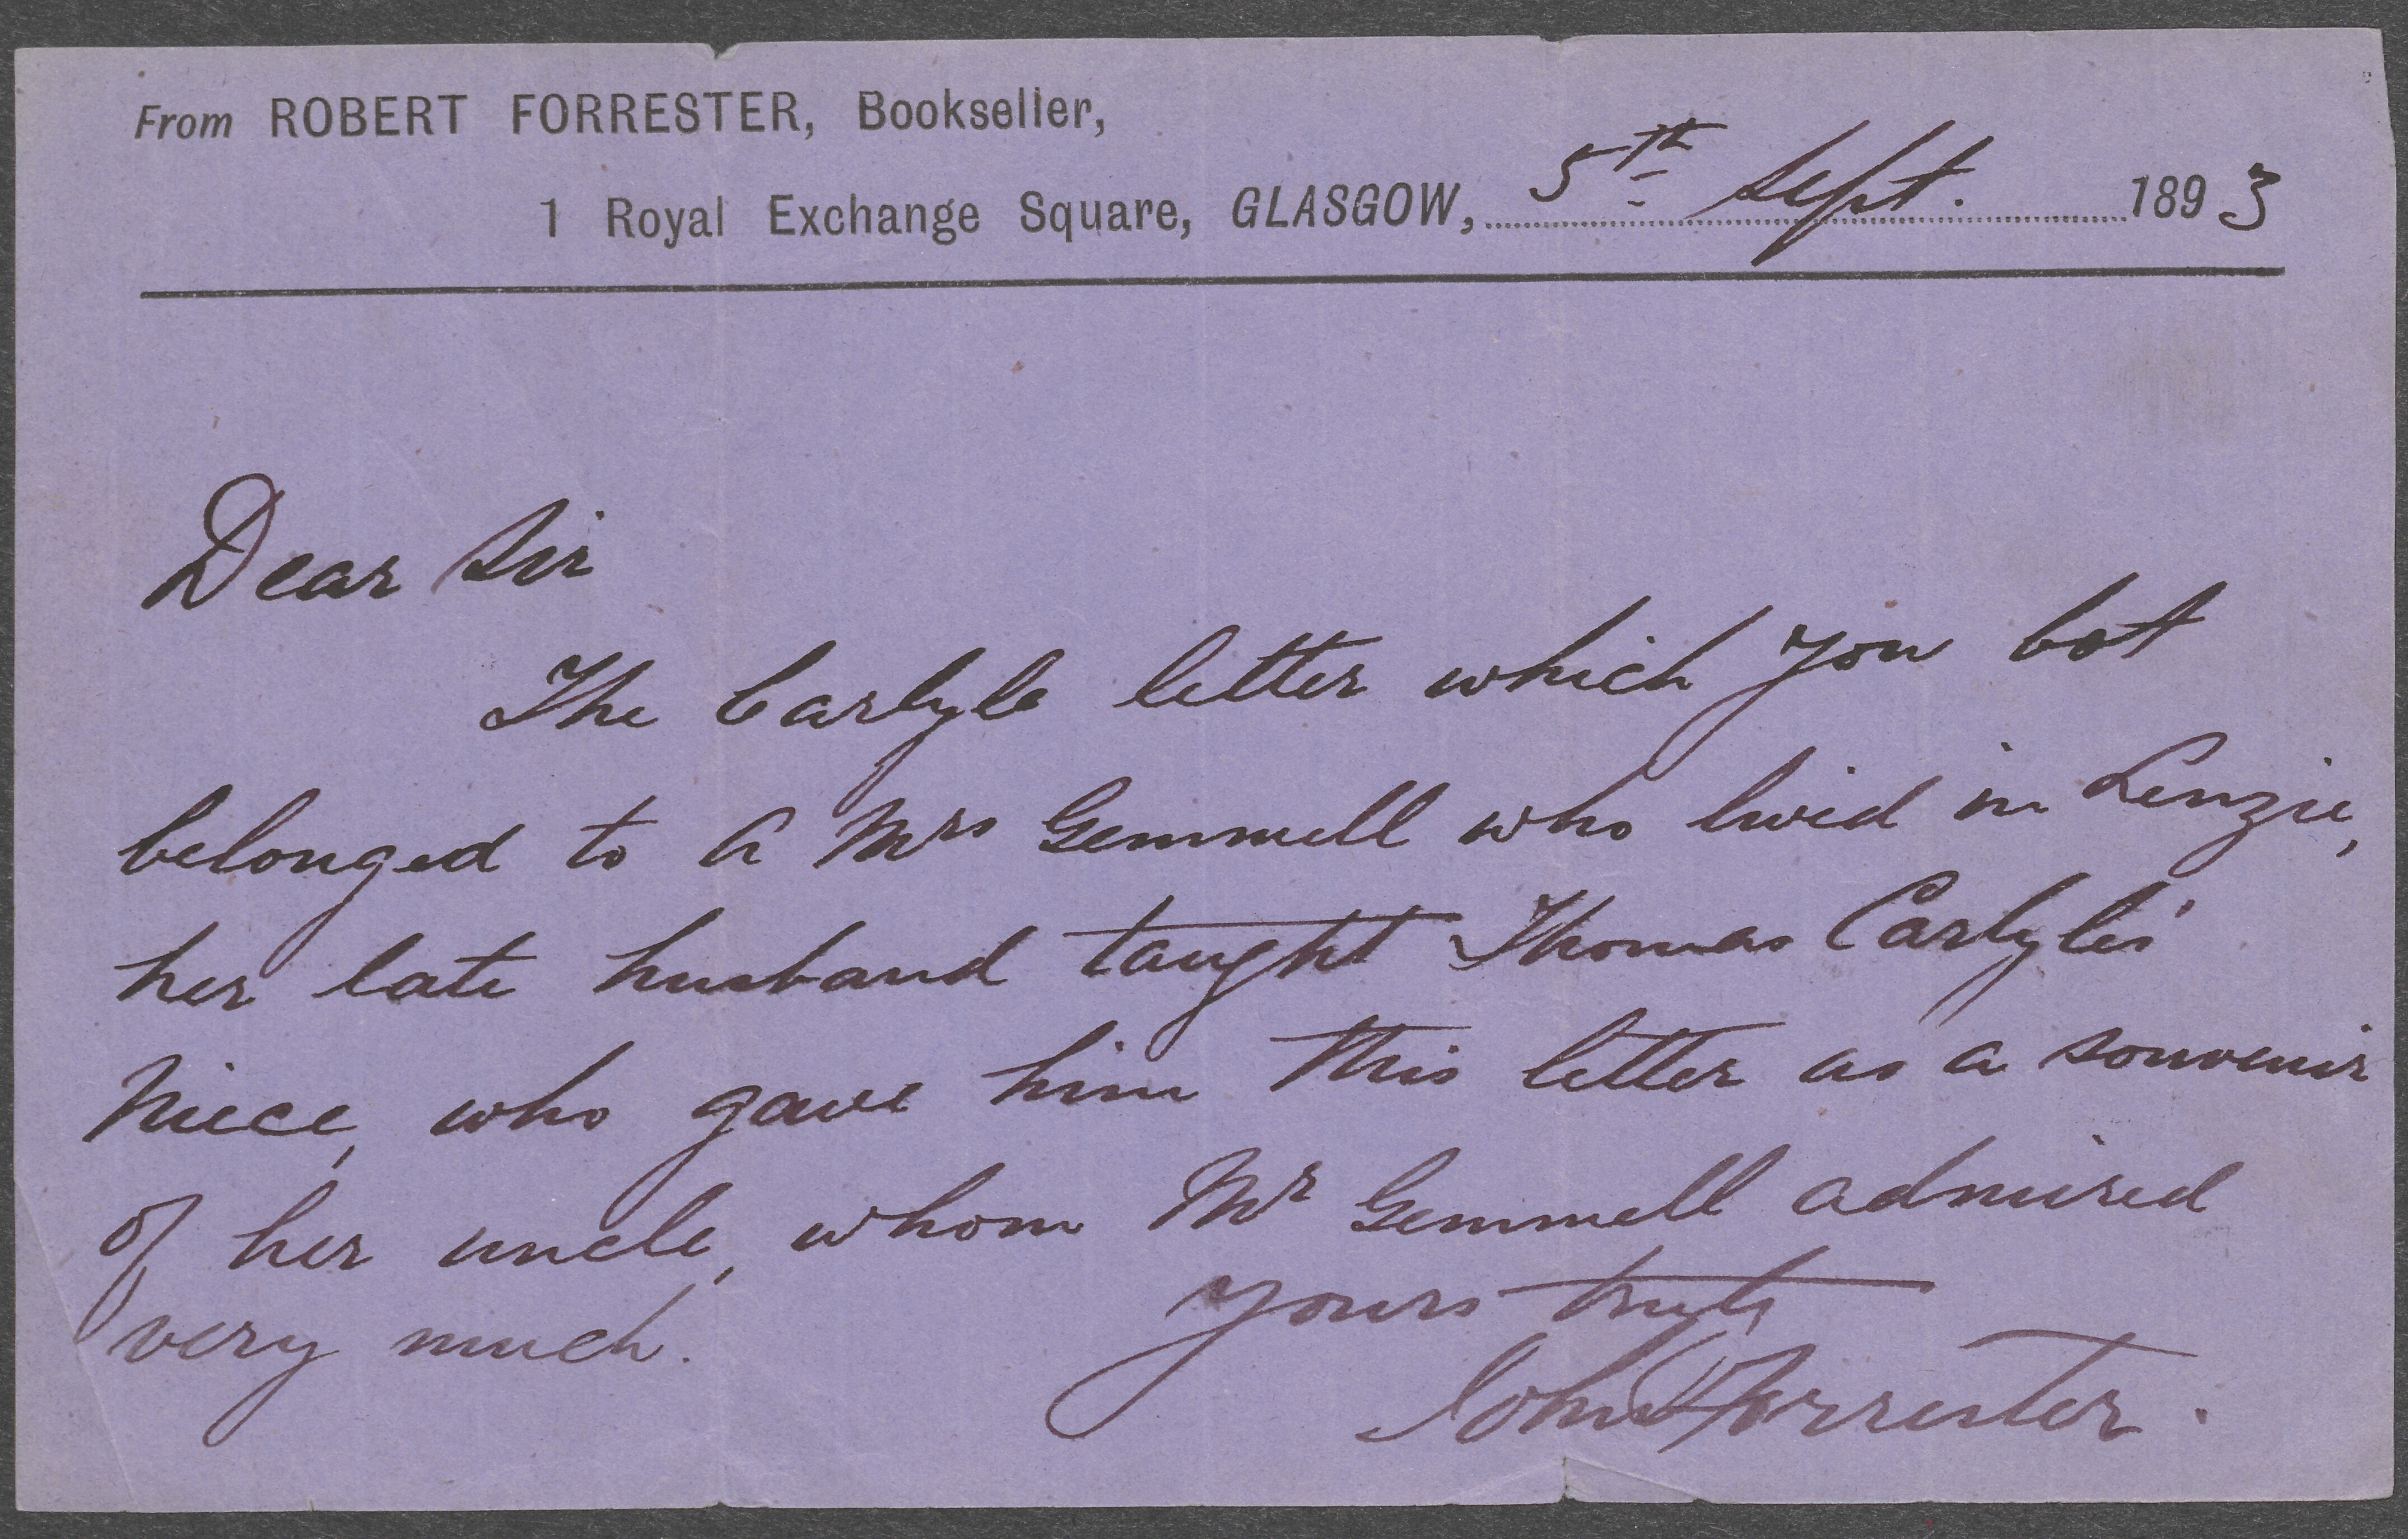 From ROBERT FORRESTER, Bookseller,
1 Royal Exchange Square, GLASGOW, 5th Sept. 1893
Dear Sir
The Carlyle letter which you bot
belonged to a Mrs Gemmell who lived in Lenzie,
her late husband taught Thomas Carlyle's
Niece, who gave him this letter as a souvenir
of her uncle, whom Mr Gemmell admired
very much.
Yours truly
John Forrester.